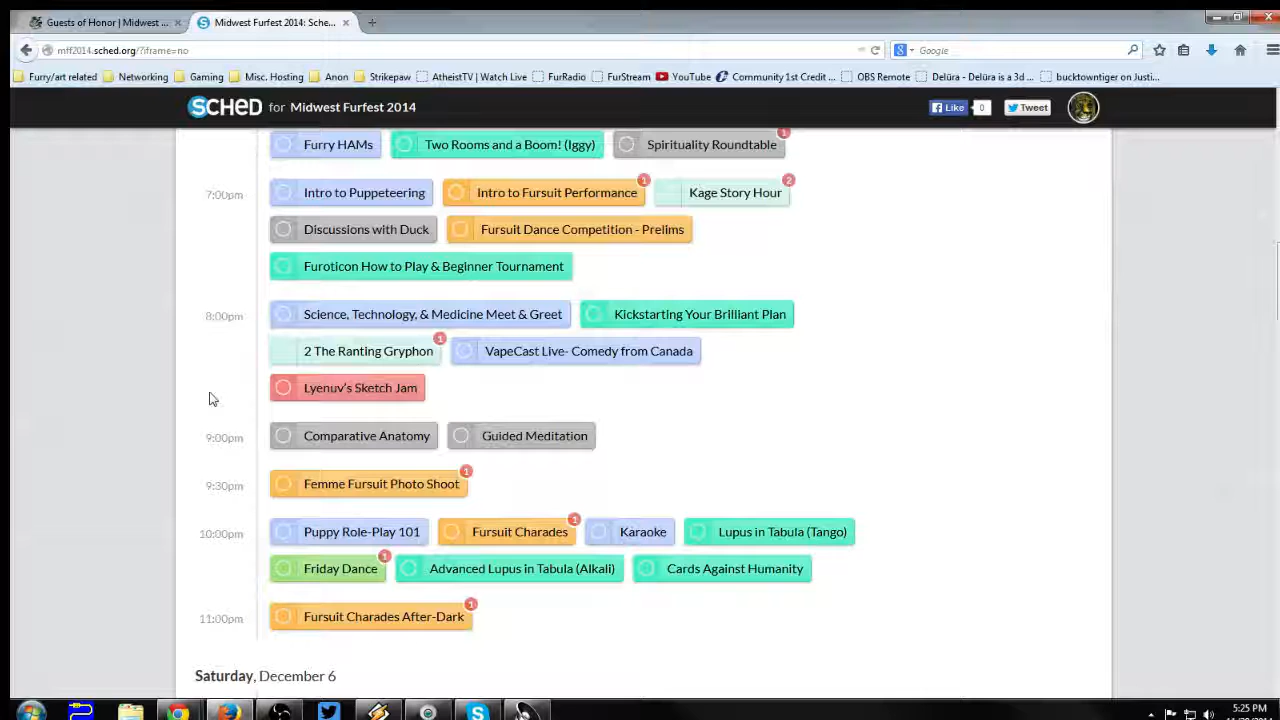 Guests of Honor | Midwest ...
Midwest Furfest 2014: Sche...
mff2014.sched.org/?iframe=no
Google
Furry/art related
Networking
Gaming
Misc. Hosting
Anon
Strikepaw
AtheistTV | Watch Live
FurRadio
FurStream
YouTube
Community 1st Credit ...
OBS Remote
Delúra - Delúra is a 3d ...
bucktowntiger on Justi...
SCHED for Midwest Furfest 2014
Like 0 Tweet
Furry HAMs Two Rooms and a Boom! (Iggy) Spirituality Roundtable 1
7:00pm Intro to Puppeteering Intro to Fursuit Performance 1 Kage Story Hour 2
Discussions with Duck Fursuit Dance Competition - Prelims
Furoticon How to Play & Beginner Tournament
8:00pm Science, Technology, & Medicine Meet & Greet Kickstarting Your Brilliant Plan
2 The Ranting Gryphon 1 VapeCast Live- Comedy from Canada
Lyenuv's Sketch Jam
9:00pm Comparative Anatomy Guided Meditation
9:30pm Femme Fursuit Photo Shoot 1
10:00pm Puppy Role-Play 101 Fursuit Charades 1 Karaoke Lupus in Tabula (Tango)
Friday Dance 1 Advanced Lupus in Tabula (Alkali) Cards Against Humanity
11:00pm Fursuit Charades After-Dark 1
Saturday, December 6
5:25 PM